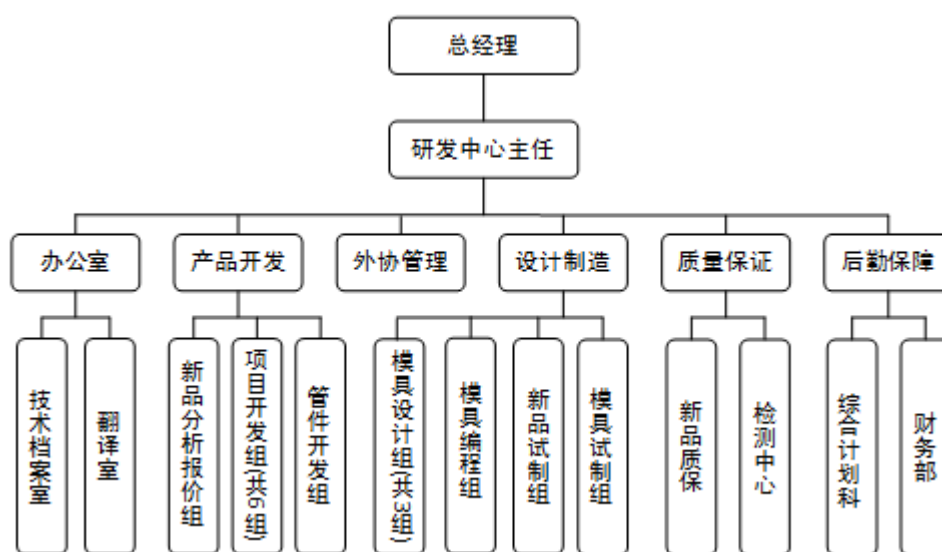 总经理
研发中心主任
办公室
产品开发
外协管理
设计制造
质量保证
后勤保障
技术档案室
翻译室
新品分析报价组
项目开发组(共6组)
管件开发组
模具设计组(共3组)
模具编程组
新品试制组
模具试制组
新品质保
检测中心
综合计划科
财务部